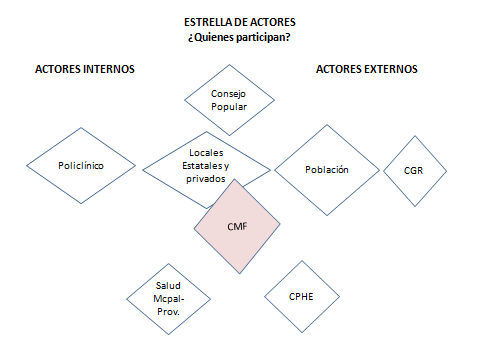 ESTRELLA DE ACTORES
¿Quienes participan?
ACTORES INTERNOS
ACTORES EXTERNOS
Consejo
Popular
Policlínico
Locales
Estatales y
privados
Población
CGR
CMF
Salud
Mcpal-
Prov.
CPHE